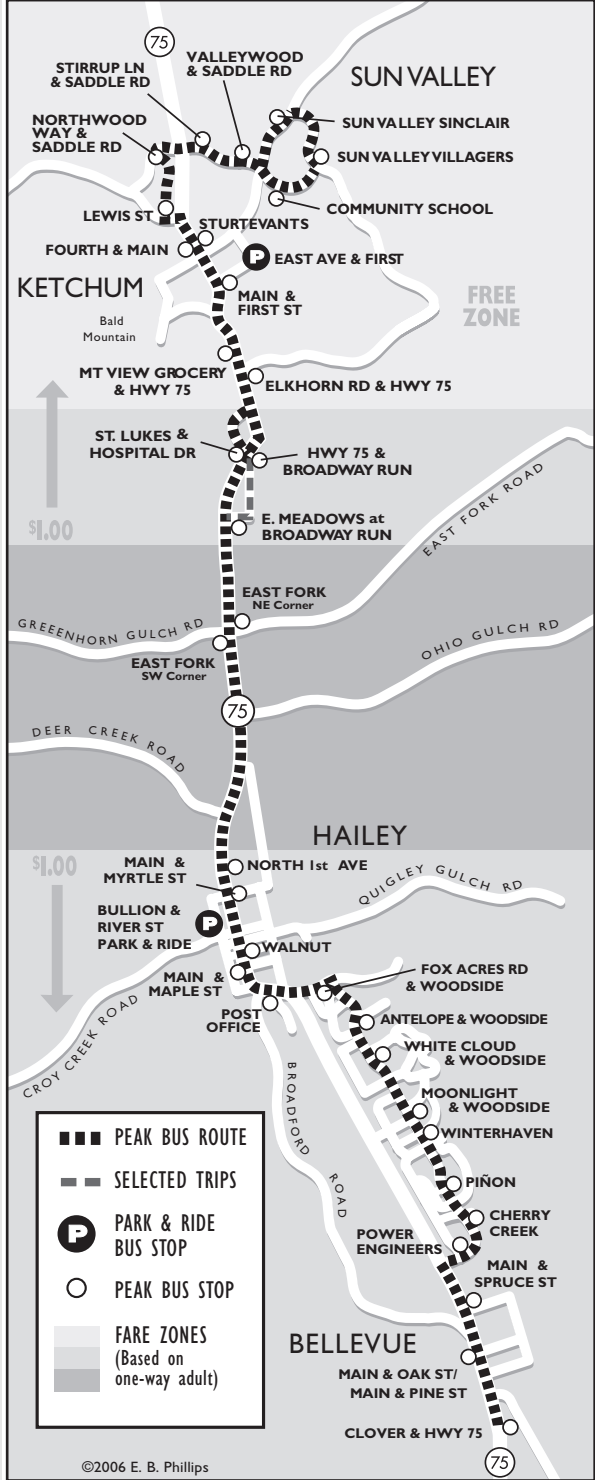 75
VALLEYWOOD
& SADDLE RD
STIRRUP LN
& SADDLE RD
SUN VALLEY
NORTHWOOD
WAY &
SADDLE RD
SUN VALLEY SINCLAIR
SUN VALLEY VILLAGERS
COMMUNITY SCHOOL
LEWIS ST
STURTEVANTS
FOURTH & MAIN
P
EAST AVE & FIRST
KETCHUM
MAIN &
FIRST ST
FREE
ZONE
Bald
Mountain
MT VIEW GROCERY
& HWY 75
ELKHORN RD & HWY 75
ST. LUKES &
HOSPITAL DR
HWY 75 &
BROADWAY RUN
$1.00
E. MEADOWS at
BROADWAY RUN
EAST FORK ROAD
EAST FORK
NE Corner
GREEENHORN GULCH RD
OHIO GULCH RD
EAST FORK
SW Corner
75
DEER CREEK ROAD
HAILEY
$1.00
MAIN &
MYRTLE ST
NORTH 1st AVE
QUIGLEY GULCH RD
BULLION &
RIVER ST
PARK & RIDE
P
WALNUT
MAIN &
MAPLE ST
FOX ACRES RD
& WOODSIDE
POST
OFFICE
ANTELOPE & WOODSIDE
CROY CREEK ROAD
WHITE CLOUD
& WOODSIDE
BROADFORD ROAD
MOONLIGHT
& WOODSIDE
WINTERHAVEN
PIÑON
CHERRY
CREEK
POWER
ENGINEERS
MAIN &
SPRUCE ST
PEAK BUS ROUTE
SELECTED TRIPS
P
PARK & RIDE
BUS STOP
PEAK BUS STOP
FARE ZONES
(Based on
one-way adult)
BELLEVUE
MAIN & OAK ST/
MAIN & PINE ST
CLOVER & HWY 75
75
©2006 E. B. Phillips